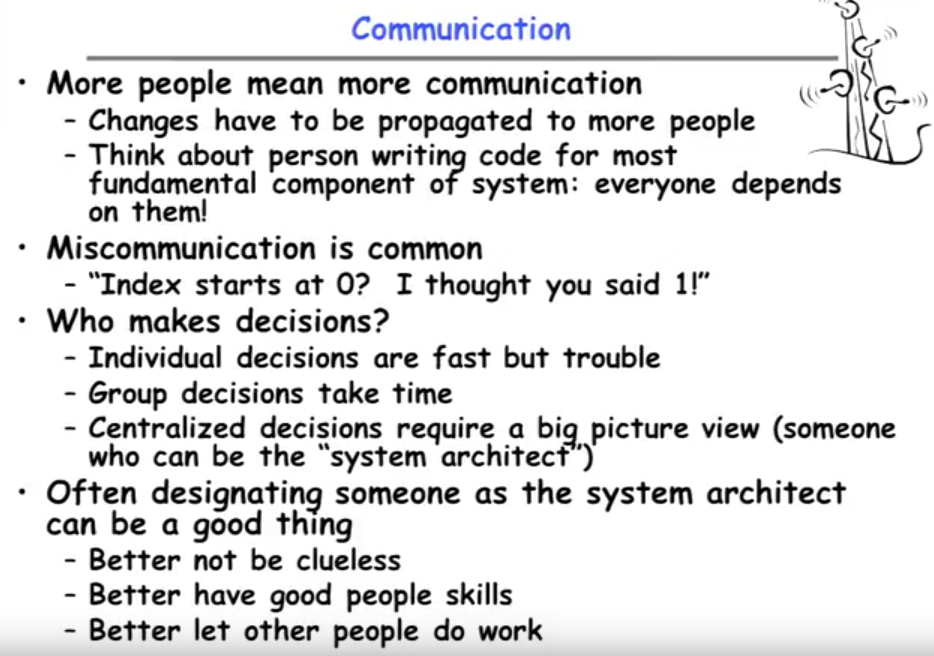 Communication
• More people mean more communication
– Changes have to be propagated to more people
– Think about person writing code for most
fundamental component of system: everyone depends
on them!
• Miscommunication is common
– “Index starts at 0? I thought you said 1!”
• Who makes decisions?
– Individual decisions are fast but trouble
– Group decisions take time
– Centralized decisions require a big picture view (someone
who can be the “system architect”)
• Often designating someone as the system architect
can be a good thing
– Better not be clueless
– Better have good people skills
– Better let other people do work